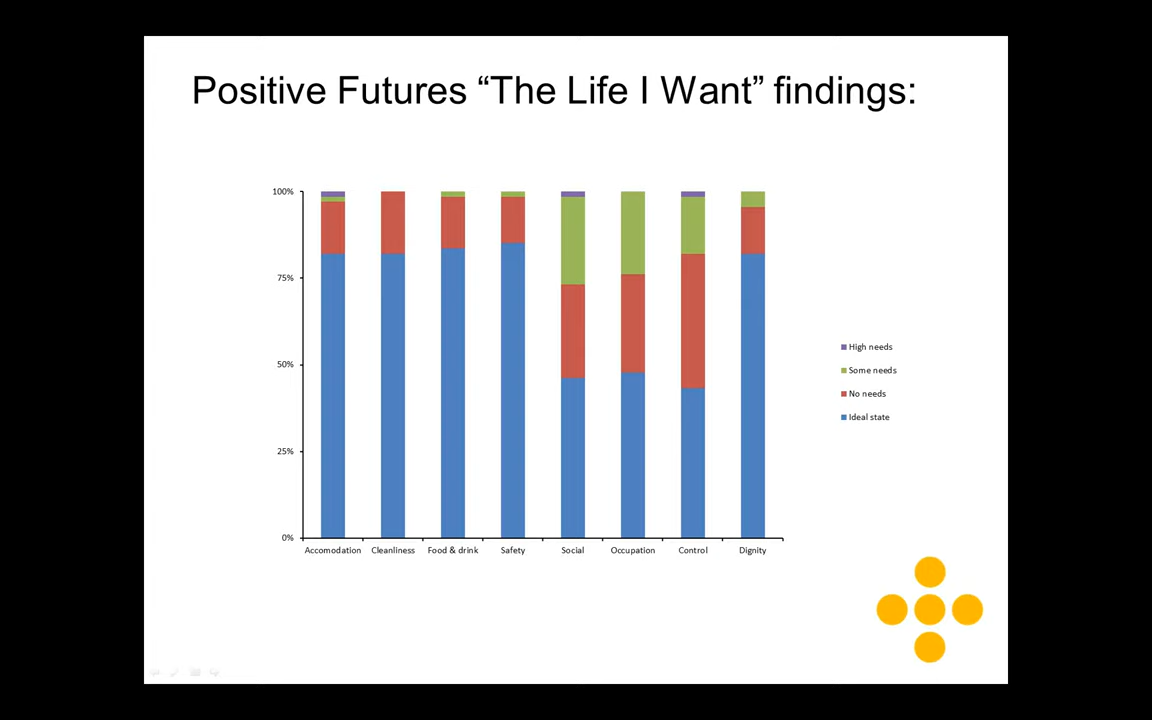 Positive Futures “The Life I Want” findings:
100%
75%
50%
25%
0%
Accomodation Cleanliness Food & drink Safety Social Occupation Control Dignity
High needs
Some needs
No needs
Ideal state